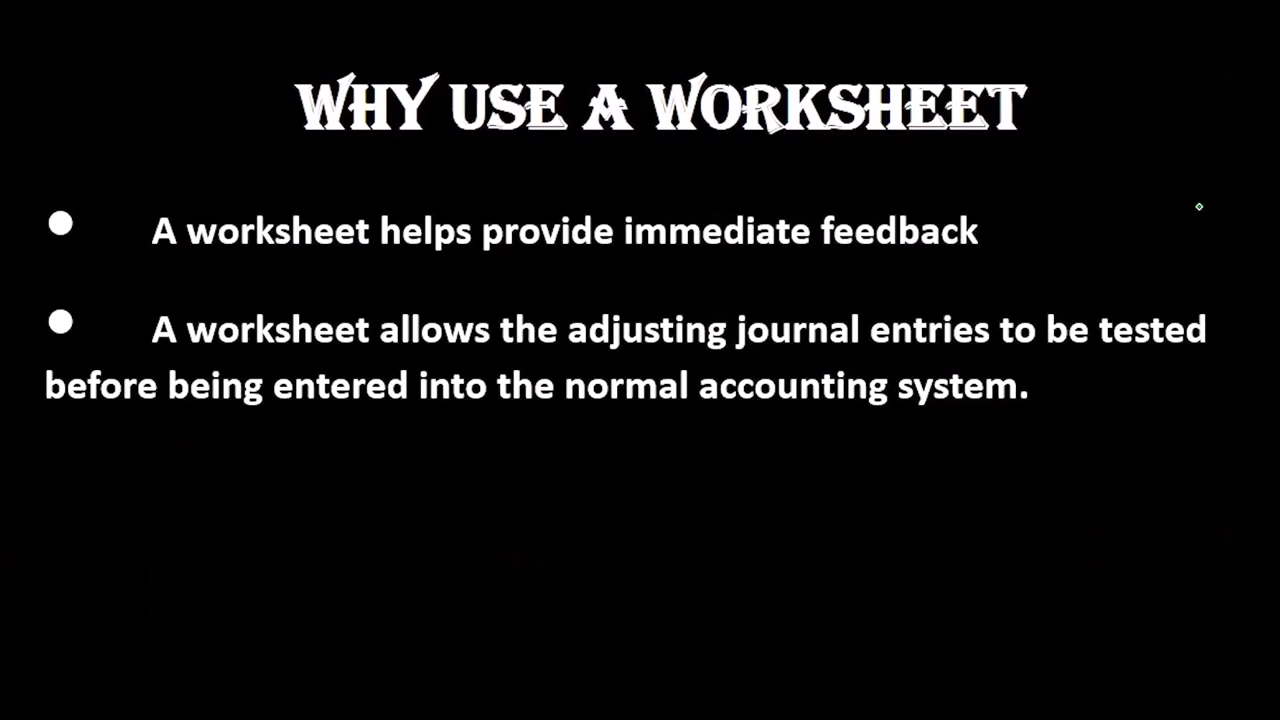 WHY USE A WORKSHEET
● A worksheet helps provide immediate feedback
● A worksheet allows the adjusting journal entries to be tested
before being entered into the normal accounting system.